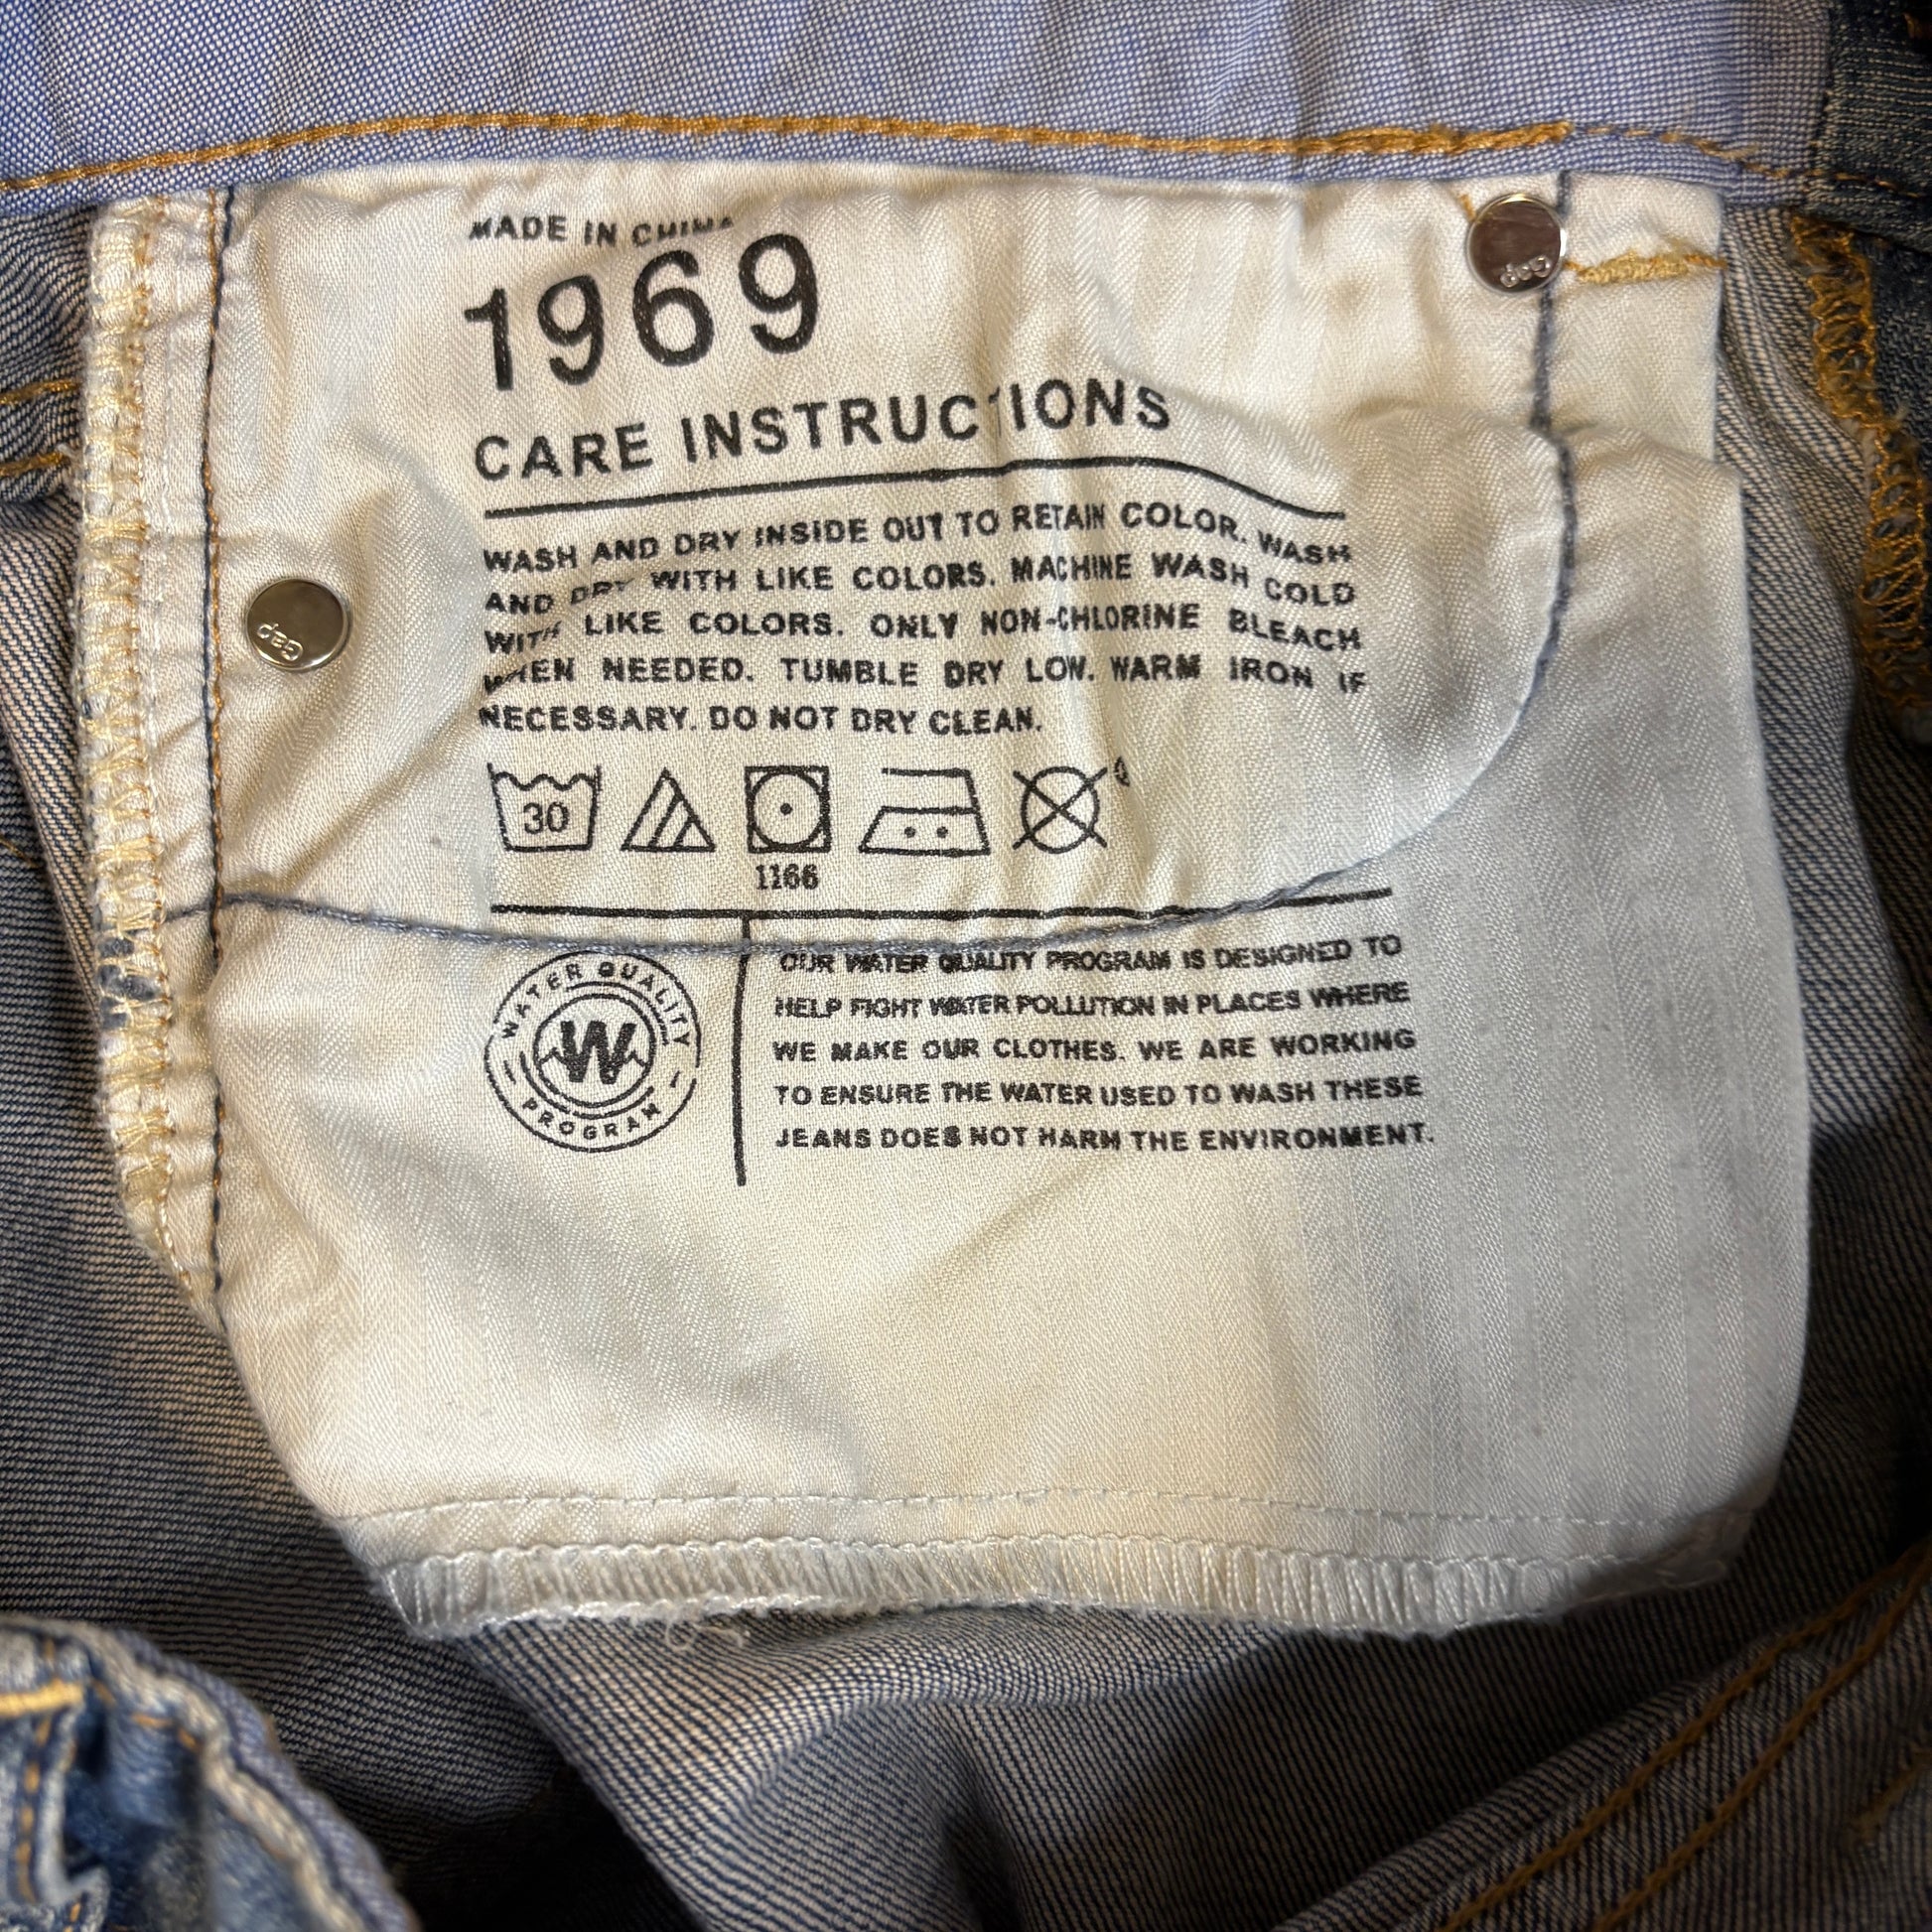 MADE IN CHINA
1969
CARE INSTRUCTIONS
WASH AND DRY INSIDE OUT TO RETAIN COLOR. WASH
AND DRY WITH LIKE COLORS. MACHINE WASH COLD
WITH LIKE COLORS. ONLY NON-CHLORINE BLEACH
WHEN NEEDED. TUMBLE DRY LOW. WARM IRON IF
NECESSARY. DO NOT DRY CLEAN.
30
1166
WATER QUALITY
W
PROGRAM
OUR WATER QUALITY PROGRAM IS DESIGNED TO
HELP FIGHT WATER POLLUTION IN PLACES WHERE
WE MAKE OUR CLOTHES. WE ARE WORKING
TO ENSURE THE WATER USED TO WASH THESE
JEANS DOES NOT HARM THE ENVIRONMENT.
Gap
Gap